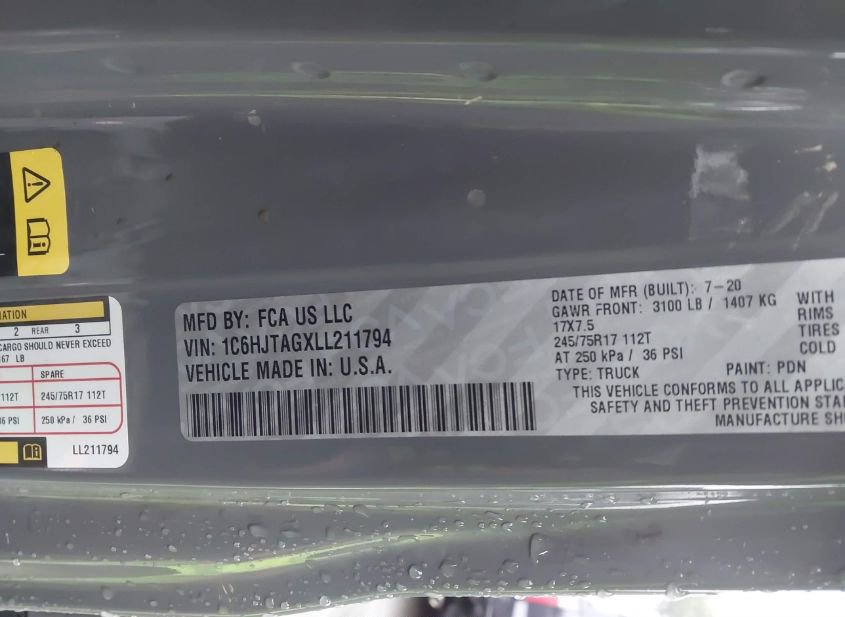 MATION
2 REAR 3
CARGO SHOULD NEVER EXCEED
67 LB
SPARE
112T 245/75R17 112T
36 PSI 250 kPa / 36 PSI
LL211794
MFD BY: FCA US LLC
VIN: 1C6HJTAGXLL211794
VEHICLE MADE IN: U.S.A.
DATE OF MFR (BUILT): 7-20
GAWR FRONT: 3100 LB / 1407 KG WITH
17X7.5 RIMS
245/75R17 112T TIRES
AT 250 kPa / 36 PSI COLD
TYPE: TRUCK PAINT: PDN
THIS VEHICLE CONFORMS TO ALL APPLIC
SAFETY AND THEFT PREVENTION STA
MANUFACTURE SH